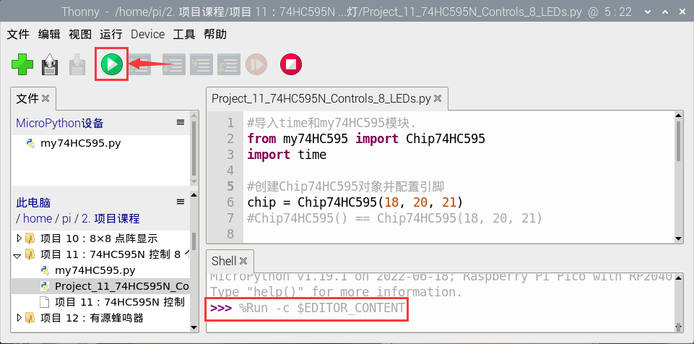 Thonny - /home/pi/2. 项目课程/项目 11：74HC595N ...灯/Project_11_74HC595N_Controls_8_LEDs.py @ 5 : 22
文件 编辑 视图 运行 Device 工具 帮助
文件
MicroPython设备
my74HC595.py
此电脑
/ home / pi / 2. 项目课程
项目 10：8×8 点阵显示
项目 11：74HC595N 控制 8 个
my74HC595.py
Project_11_74HC595N_Co
项目 11：74HC595N 控制
项目 12：有源蜂鸣器
Project_11_74HC595N_Controls_8_LEDs.py
1 #导入time和my74HC595模块.
2 from my74HC595 import Chip74HC595
3 import time
4
5 #创建Chip74HC595对象并配置引脚
6 chip = Chip74HC595(18, 20, 21)
7 #Chip74HC595() == Chip74HC595(18, 20, 21)
8
Shell
MicroPython v1.19.1 on 2022-06-18; Raspberry Pi Pico with RP2040
Type "help()" for more information.
>>> %Run -c $EDITOR_CONTENT